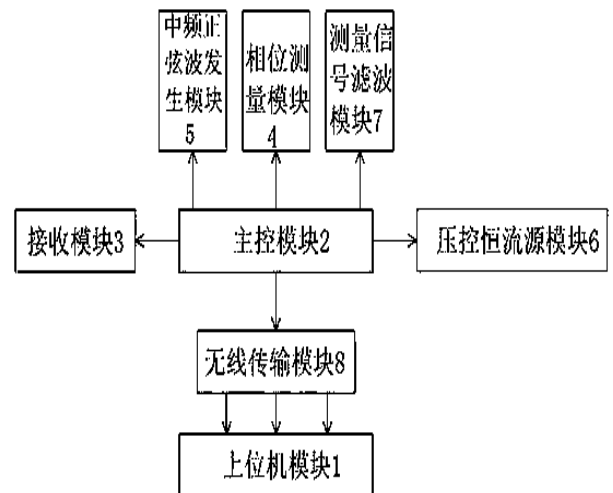 中频正
弦波发
生模块
5
相位测
量模块
4
测量信
号滤波
模块7
接收模块3
主控模块2
压控恒流源模块6
无线传输模块8
上位机模块1